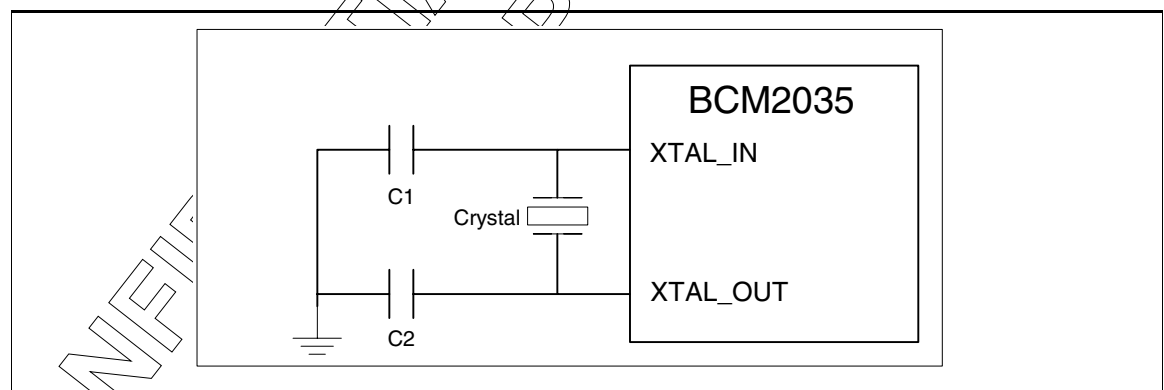 BCM2035
XTAL_IN
C1
Crystal
XTAL_OUT
C2